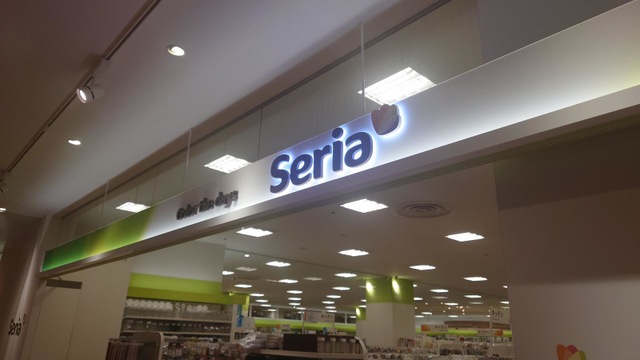 Seria
Color the days
Seria